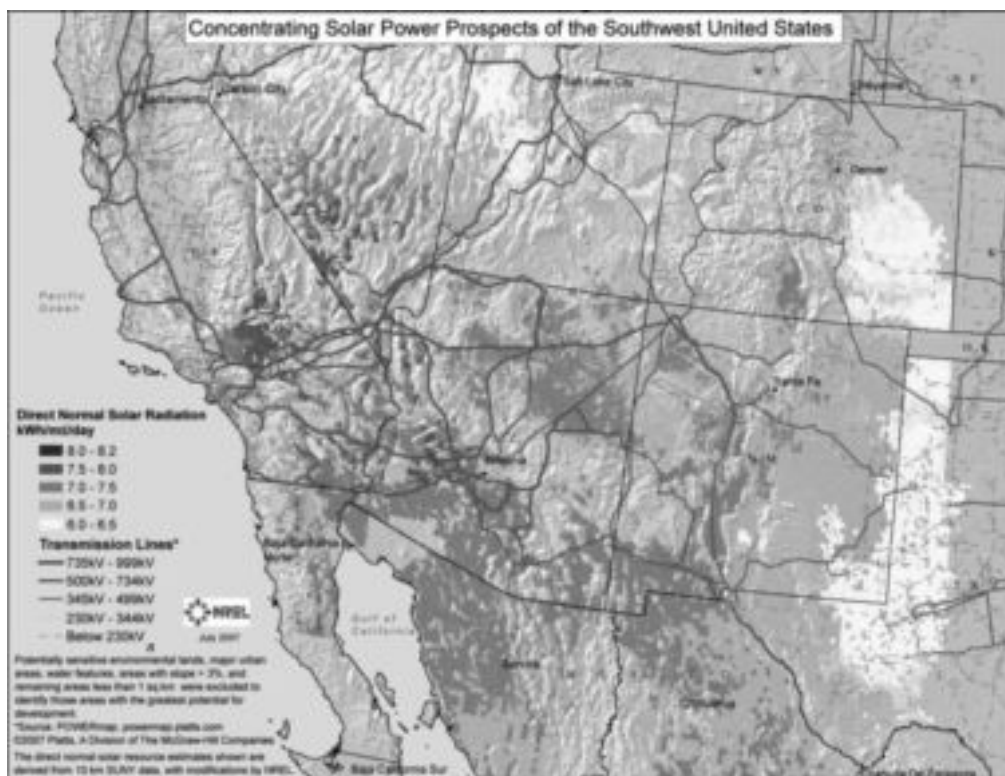 Concentrating Solar Power Prospects of the Southwest United States
W Y
N E
Salt Lake City
Cheyenne
Sacramento
Carson City
Denver
C O
Pacific
Ocean
Santa Fe
N M
Phoenix
Direct Normal Solar Radiation
kWh/m²/day
8.0 - 8.2
7.5 - 8.0
7.0 - 7.5
6.5 - 7.0
6.0 - 6.5
Transmission Lines*
735kV - 999kV
500kV - 734kV
345kV - 499kV
230kV - 344kV
Below 230kV
Baja California
Norte
NREL
July 2007
Gulf of
California
Sonora
Chihuahua
Potentially sensitive environmental lands, major urban
areas, water features, areas with slope > 3%, and
remaining areas less than 1 sq km were excluded to
identify those areas with the greatest potential for
development.
*Source: POWERmap, powermap.platts.com
©2007 Platts, A Division of The McGraw-Hill Companies
The direct normal solar resource estimates shown are
derived from 10 km SUNY data, with modifications by NREL.
Baja California Sur